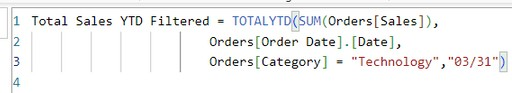 1 Total Sales YTD Filtered = TOTALYTD(SUM(Orders[Sales]),
2 Orders[Order Date].[Date],
3 Orders[Category] = "Technology","03/31")
4